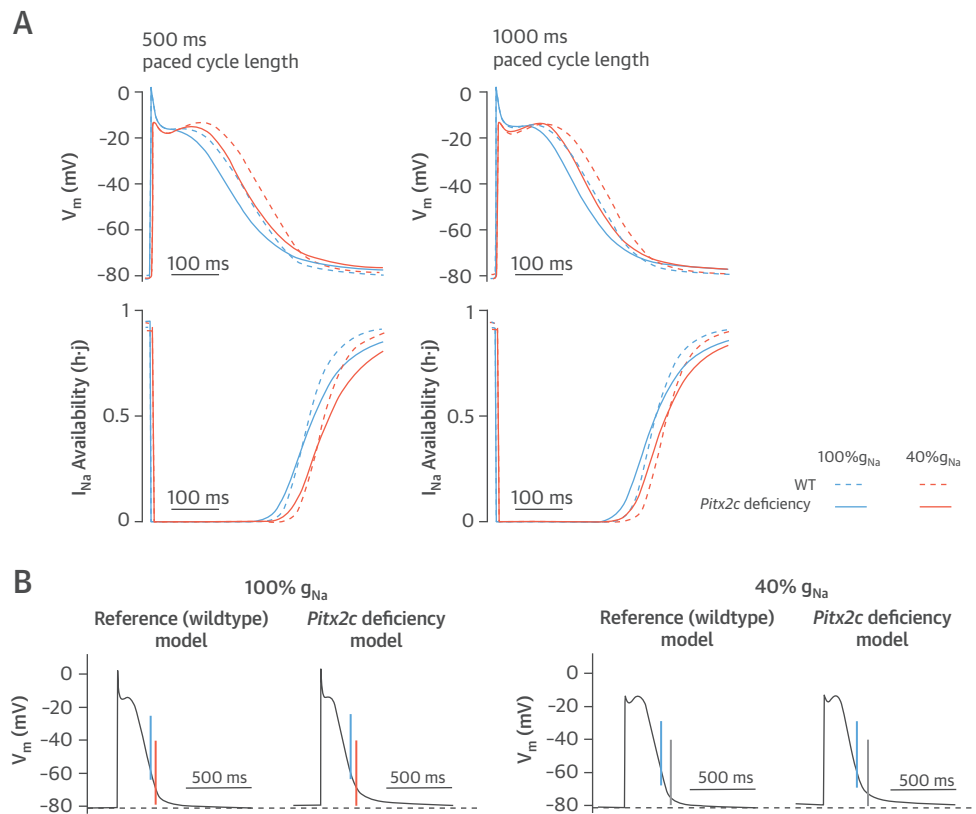 A
500 ms
paced cycle length
1000 ms
paced cycle length
0
-20
-40
-60
-80
Vm (mV)
100 ms
0
-20
-40
-60
-80
Vm (mV)
100 ms
1
0.5
0
INa Availability (h·j)
100 ms
1
0.5
0
INa Availability (h·j)
100 ms
100%gNa
40%gNa
WT
Pitx2c deficiency
B
100% gNa
40% gNa
Reference (wildtype)
model
Pitx2c deficiency
model
Reference (wildtype)
model
Pitx2c deficiency
model
0
-20
-40
-60
-80
Vm (mV)
500 ms
500 ms
0
-20
-40
-60
-80
Vm (mV)
500 ms
500 ms